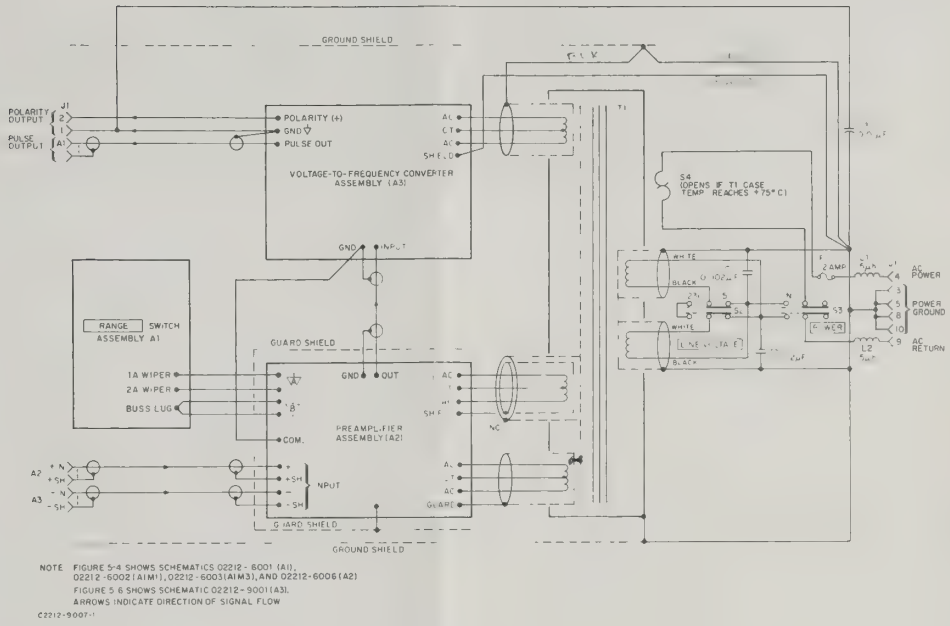 GROUND SHIELD
POLARITY OUTPUT
J1
2
1
PULSE OUTPUT
A1
POLARITY (+)
GND
PULSE OUT
AC
CT
AC
SHIELD
VOLTAGE-TO-FREQUENCY CONVERTER
ASSEMBLY (A3)
GND
INPUT
T1
S4
(OPENS IF T1 CASE
TEMP REACHES +75°C)
2 AMP
5μh
4
AC POWER
3
5
8
10
POWER GROUND
9
AC RETURN
L2
WHITE
BLACK
WHITE
BLACK
S3
RANGE SWITCH
ASSEMBLY A1
1A WIPER
2A WIPER
BUSS LUG
GUARD SHIELD
GND
OUT
A
B
COM.
PREAMPLIFIER
ASSEMBLY (A2)
AC
NC
CT
AC
GUARD
A2
+SH
A3
-SH
+
+SH
-
-SH
GUARD SHIELD
GROUND SHIELD
NOTE FIGURE 5-4 SHOWS SCHEMATICS 02212-6001 (A1),
02212-6002 (A1M1), 02212-6003 (A1M3), AND 02212-6006 (A2)
FIGURE 5 6 SHOWS SCHEMATIC 02212-9001 (A3).
ARROWS INDICATE DIRECTION OF SIGNAL FLOW
C2212-9007-1